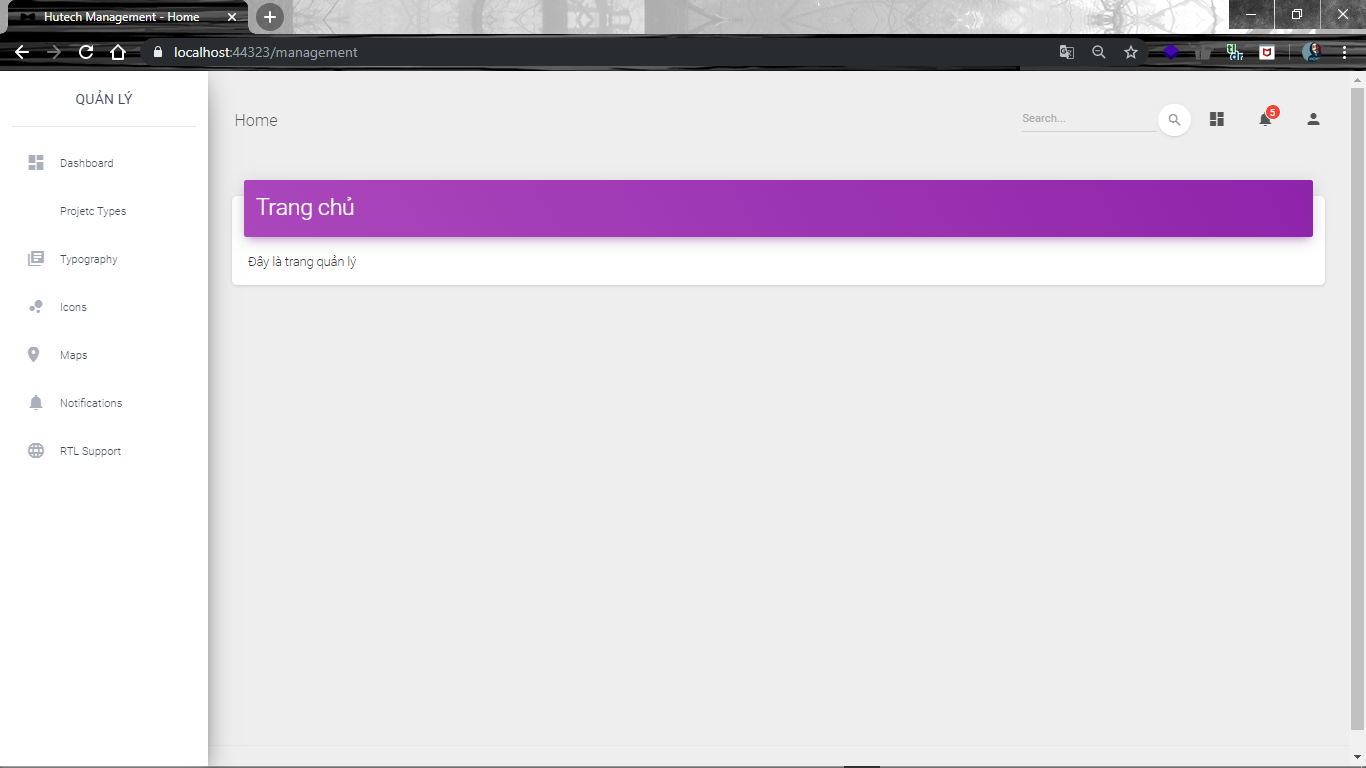 Hutech Management - Home
localhost:44323/management
QUẢN LÝ
Dashboard
Projetc Types
Typography
Icons
Maps
Notifications
RTL Support
Home
Search...
5
Trang chủ
Đây là trang quản lý